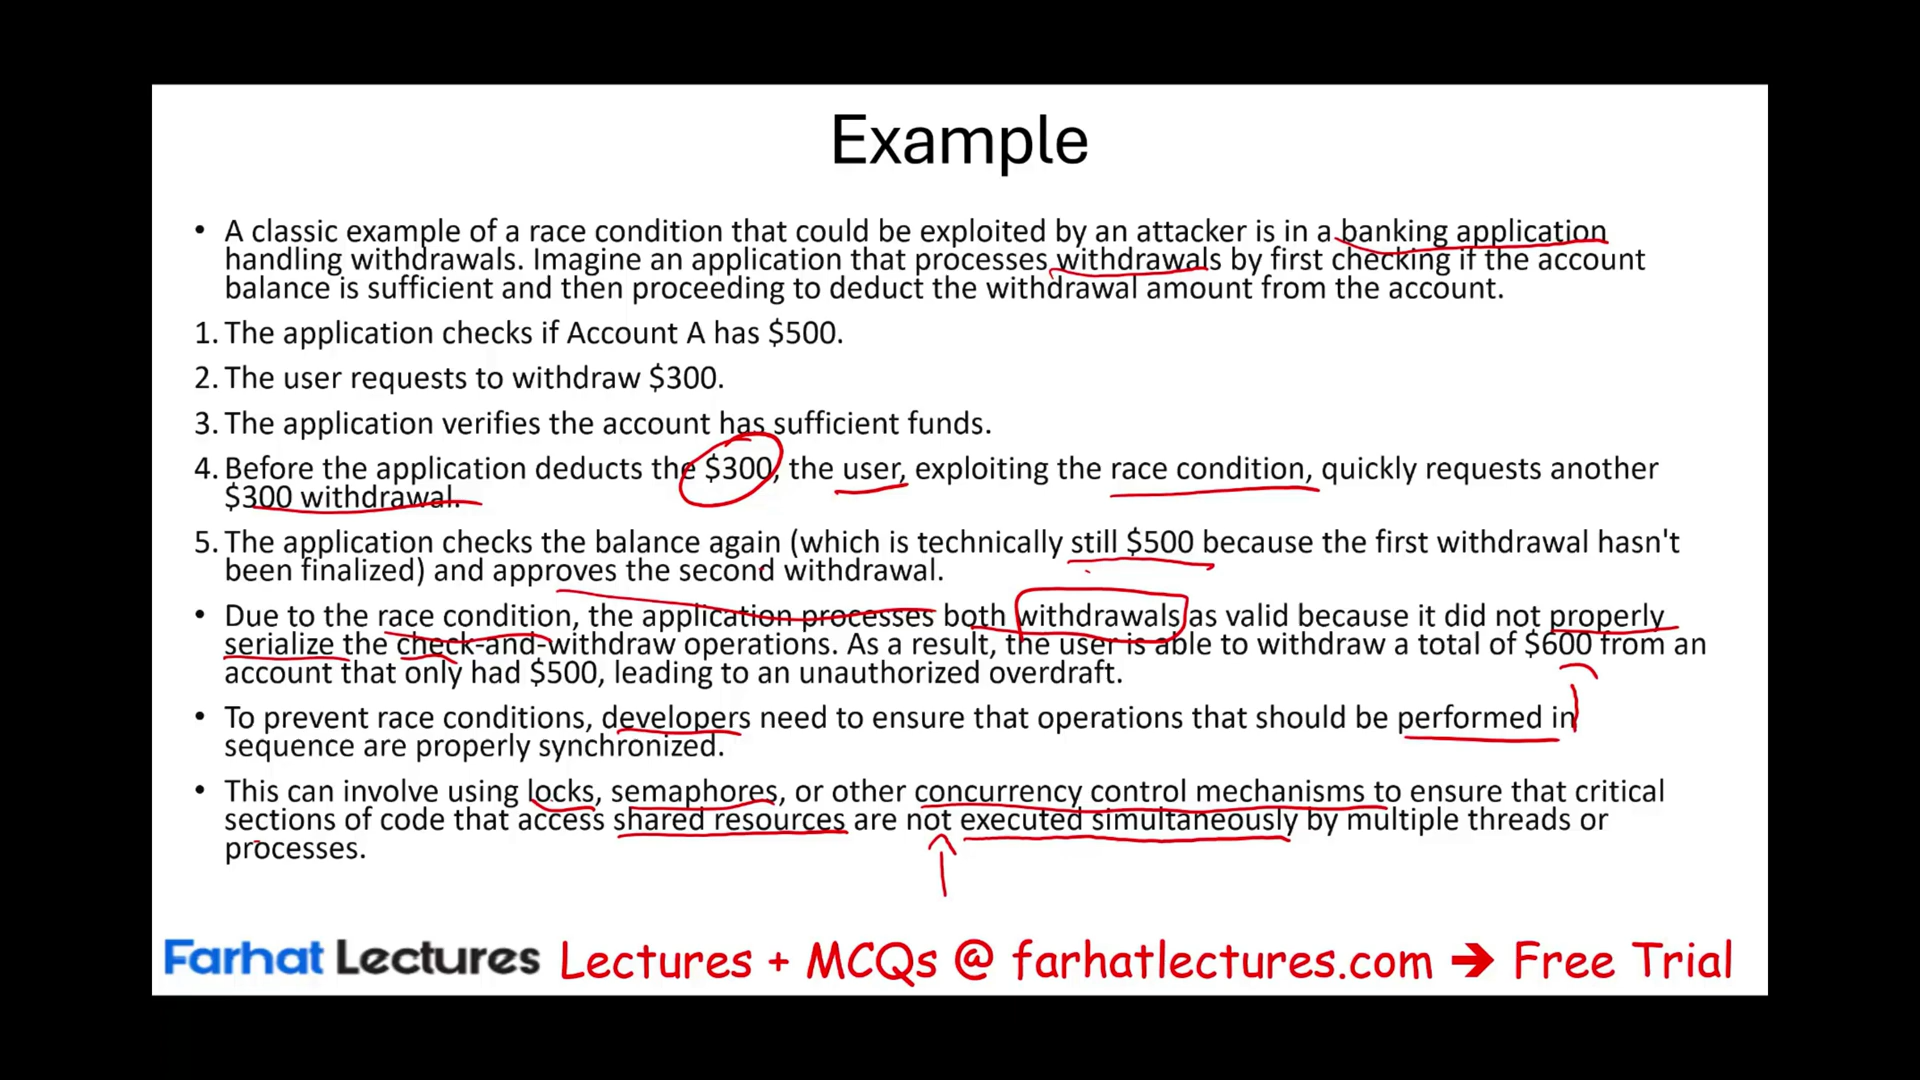 Example
• A classic example of a race condition that could be exploited by an attacker is in a banking application
handling withdrawals. Imagine an application that processes withdrawals by first checking if the account
balance is sufficient and then proceeding to deduct the withdrawal amount from the account.
1. The application checks if Account A has $500.
2. The user requests to withdraw $300.
3. The application verifies the account has sufficient funds.
4. Before the application deducts the $300, the user, exploiting the race condition, quickly requests another
$300 withdrawal.
5. The application checks the balance again (which is technically still $500 because the first withdrawal hasn't
been finalized) and approves the second withdrawal.
• Due to the race condition, the application processes both withdrawals as valid because it did not properly
serialize the check-and-withdraw operations. As a result, the user is able to withdraw a total of $600 from an
account that only had $500, leading to an unauthorized overdraft.
• To prevent race conditions, developers need to ensure that operations that should be performed in
sequence are properly synchronized.
• This can involve using locks, semaphores, or other concurrency control mechanisms to ensure that critical
sections of code that access shared resources are not executed simultaneously by multiple threads or
processes.
Farhat Lectures Lectures + MCQs @ farhatlectures.com ➔ Free Trial